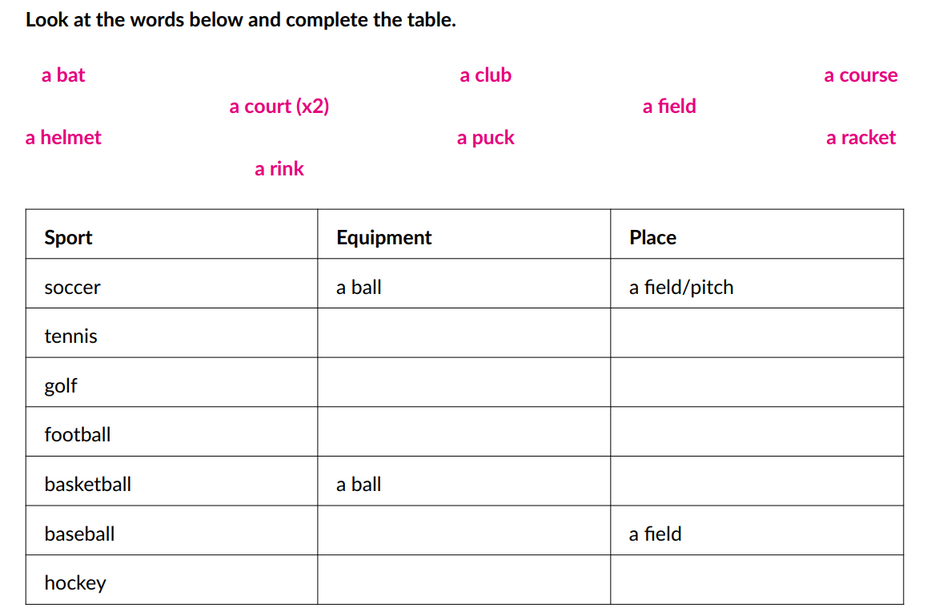 Look at the words below and complete the table.
a bat a club a course
a court (x2) a field
a helmet a puck a racket
a rink
Sport Equipment Place
soccer a ball a field/pitch
tennis
golf
football
basketball a ball
baseball a field
hockey